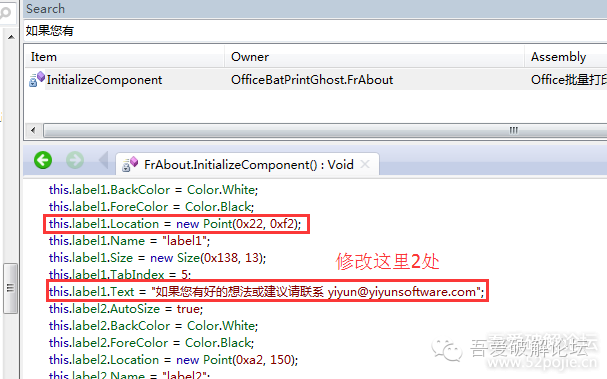 Search
如果您有
Item Owner Assembly
InitializeComponent OfficeBatPrintGhost.FrAbout Office批量打印
FrAbout.InitializeComponent() : Void
this.label1.BackColor = Color.White;
this.label1.ForeColor = Color.Black;
this.label1.Location = new Point(0x22, 0xf2);
this.label1.Name = "label1";
this.label1.Size = new Size(0x138, 13);
修改这里2处
this.label1.TabIndex = 5;
this.label1.Text = "如果您有好的想法或建议请联系 yiyun@yiyunsoftware.com";
this.label2.AutoSize = true;
this.label2.BackColor = Color.White;
this.label2.ForeColor = Color.Black;
this.label2.Location = new Point(0xa2, 150);
this.label2.Name = "label2";
吾爱破解论坛
www.52pojie.cn